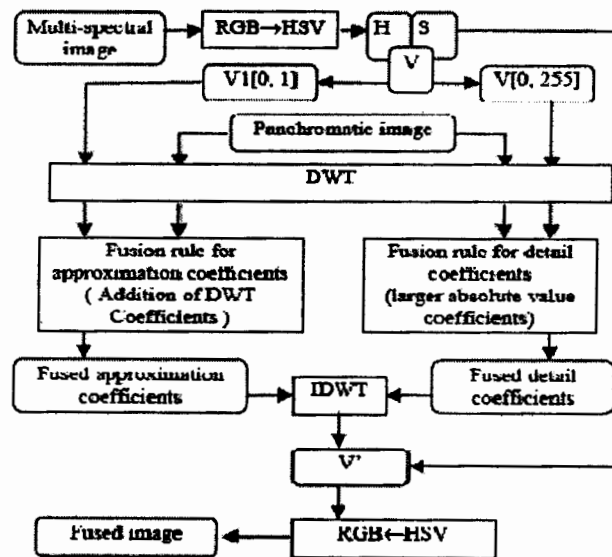 Multi-spectral
image
RGB→HSV
H
S
V
V1[0, 1]
V[0, 255]
Panchromatic image
DWT
Fusion rule for
approximation coefficients
( Addition of DWT
Coefficients )
Fusion rule for detail
coefficients
(larger absolute value
coefficients)
Fused approximation
coefficients
IDWT
Fused detail
coefficients
V'
Fused image
RGB←HSV